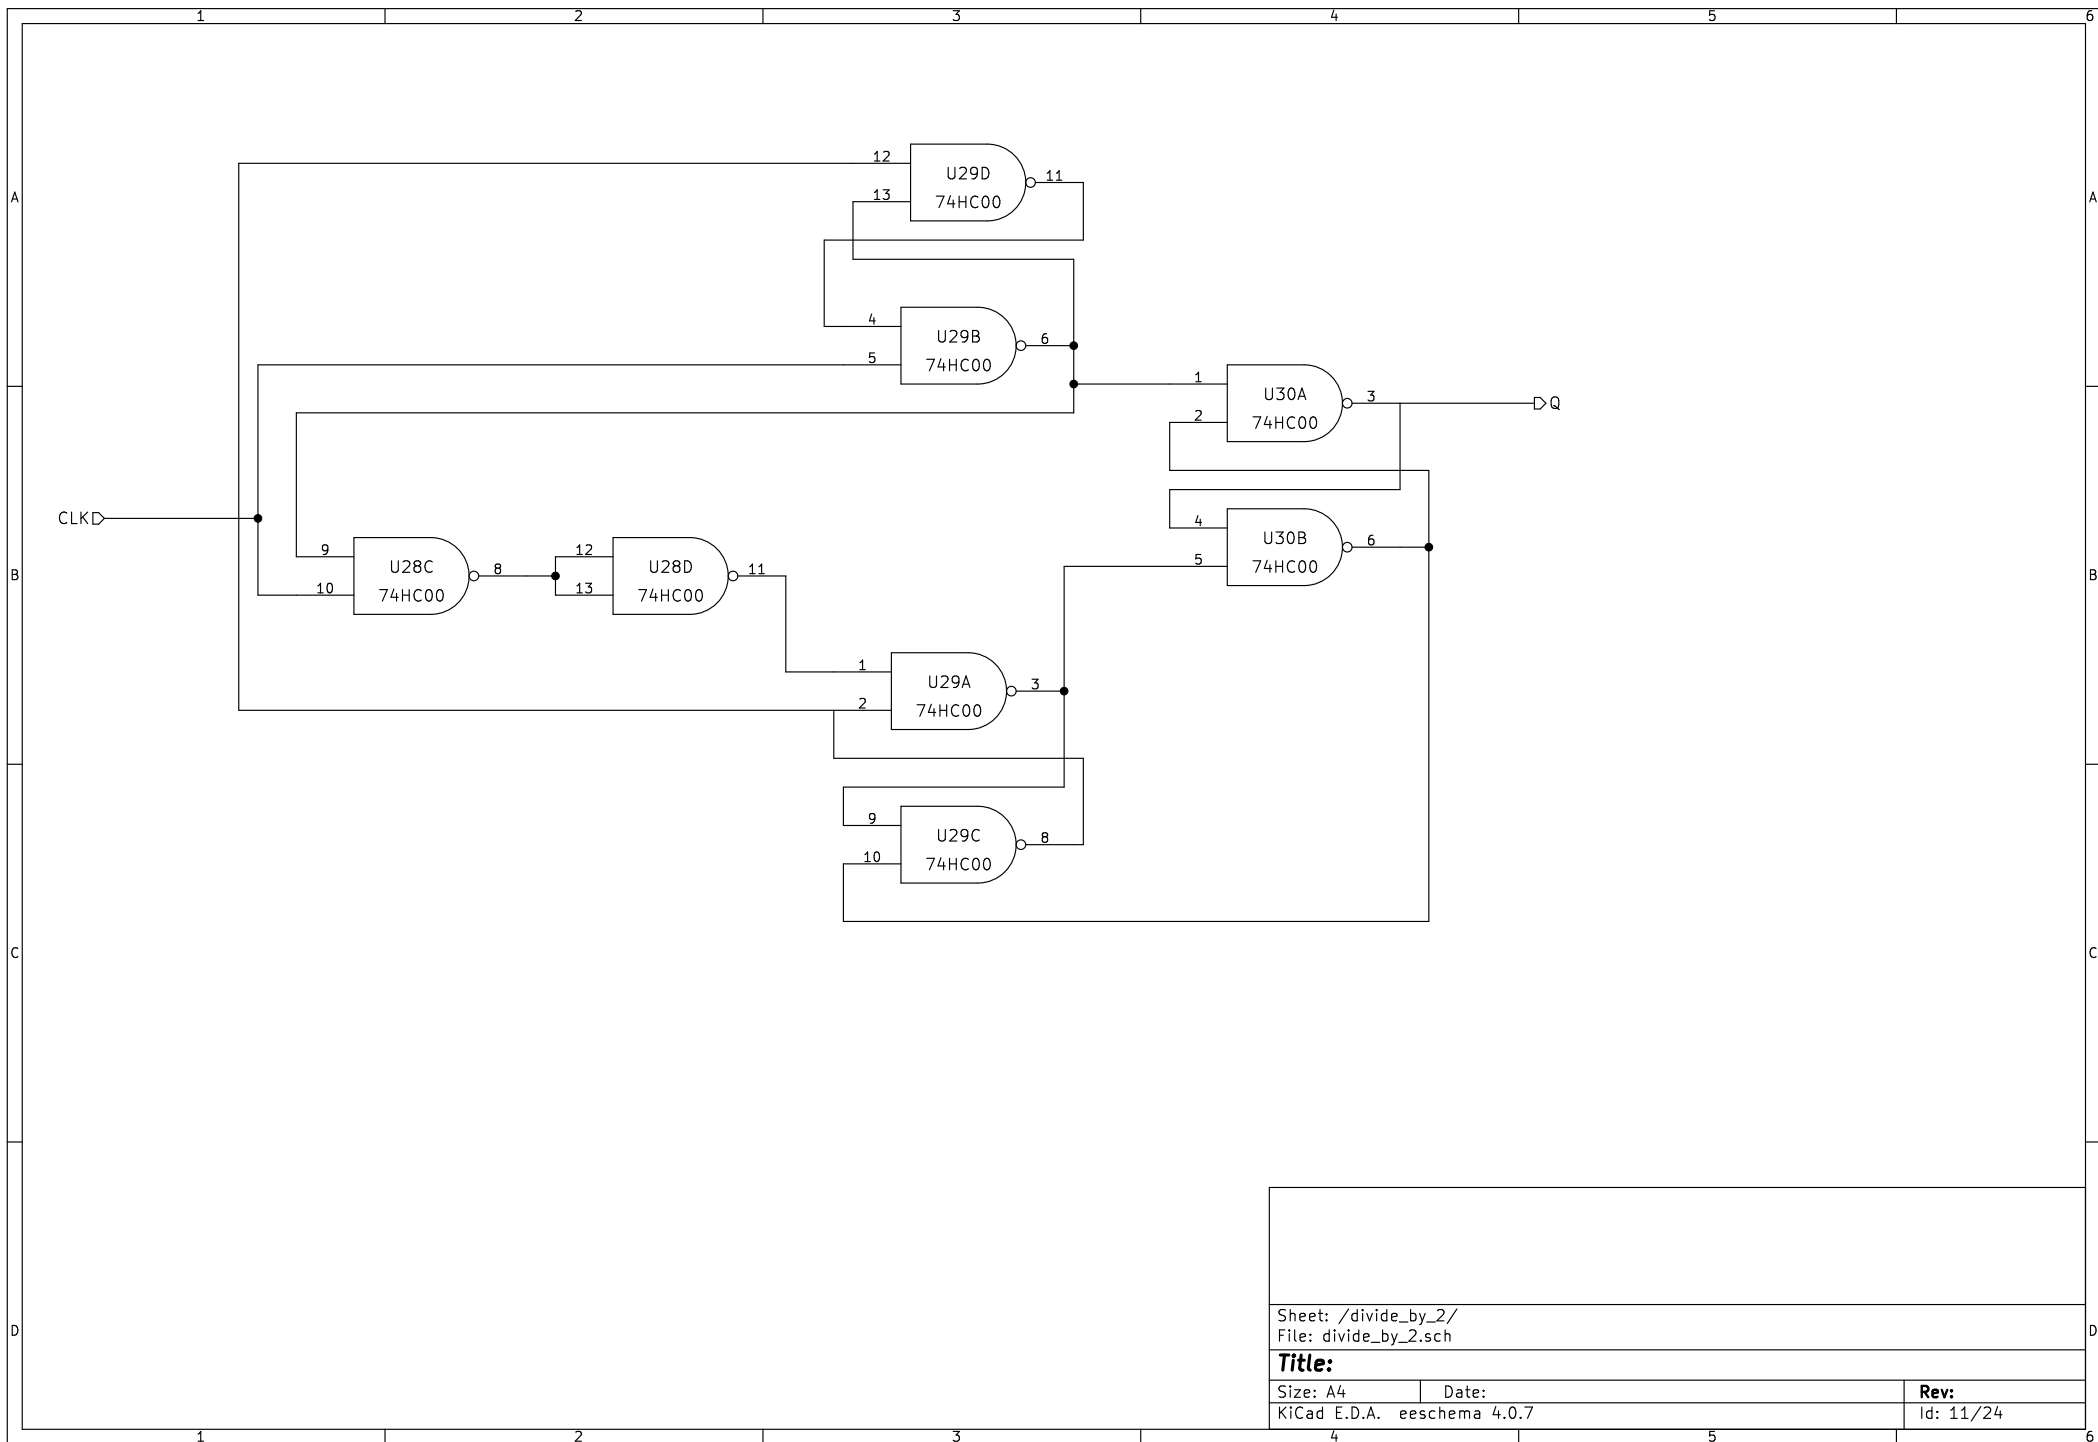 1 2 3 4 5 6
A A
12 U29D 11
13 74HC00
4 U29B 6
5 74HC00
1 U30A 3 Q
2 74HC00
CLK
4 U30B 6
5 74HC00
9 U28C 8 12 U28D 11
10 74HC00 13 74HC00
B B
1 U29A 3
2 74HC00
9 U29C 8
10 74HC00
C C
D D
Sheet: /divide_by_2/
File: divide_by_2.sch
Title:
Size: A4 Date: Rev:
KiCad E.D.A. eeschema 4.0.7 Id: 11/24
1 2 3 4 5 6